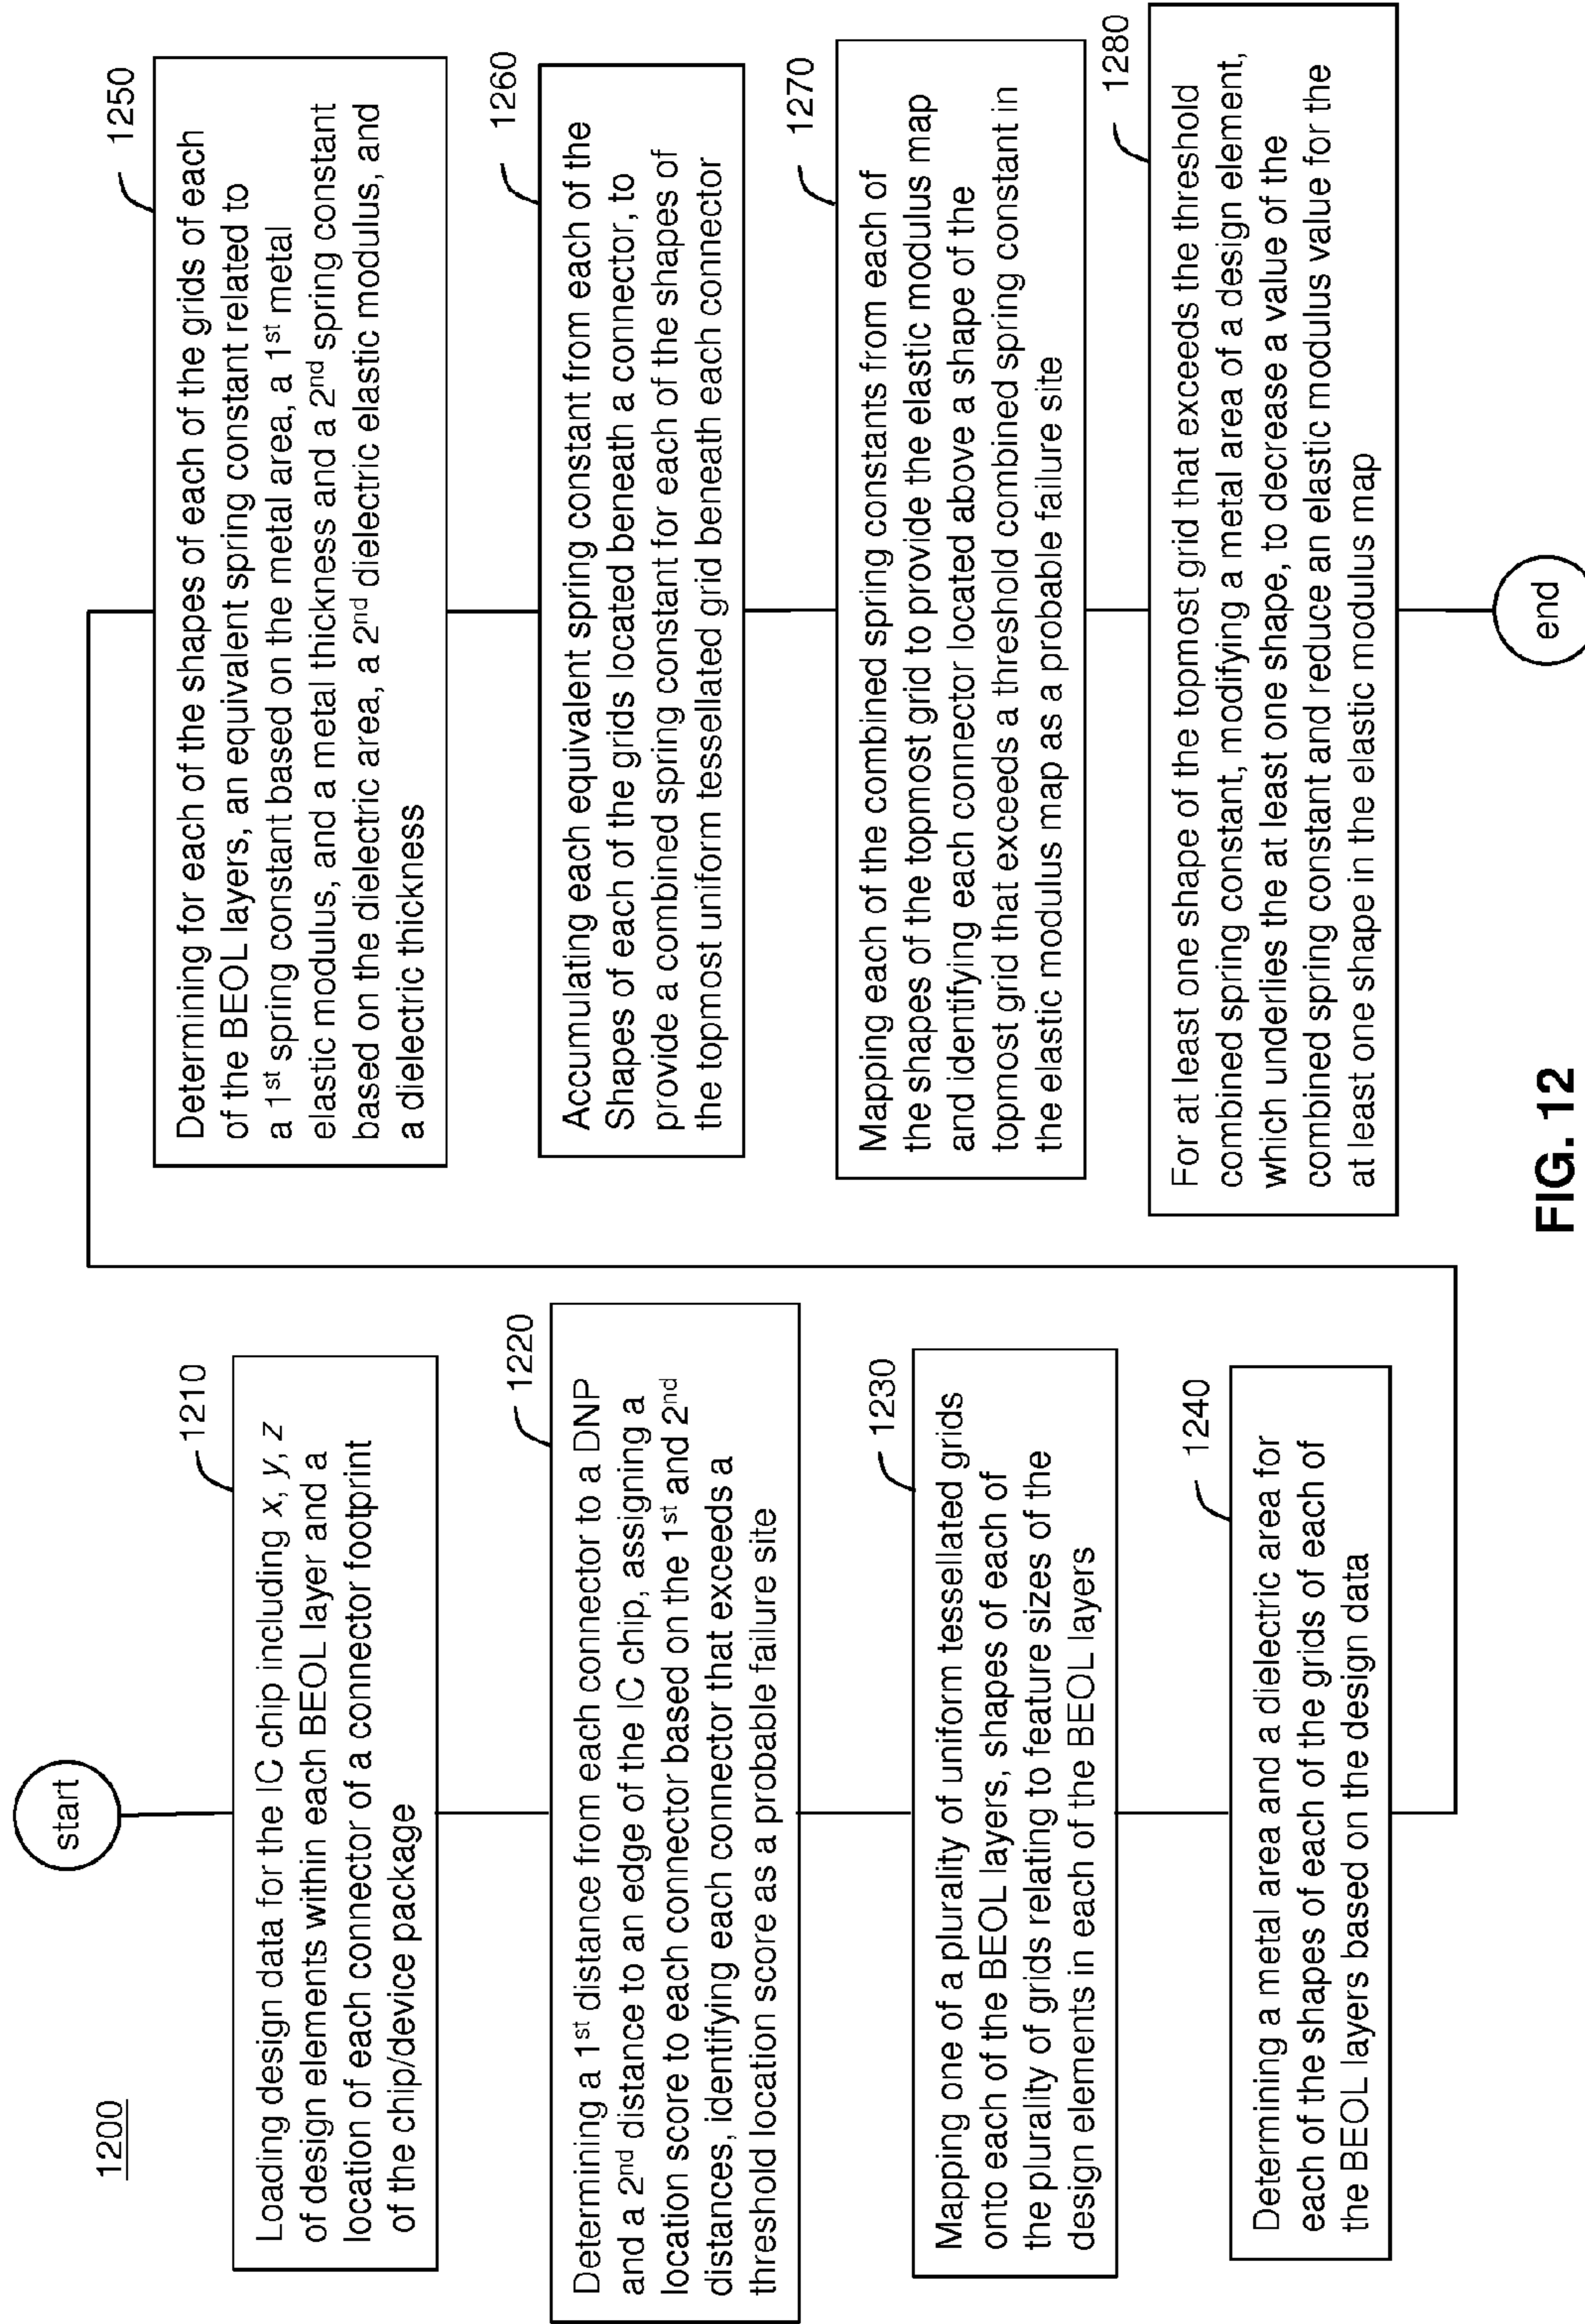 1200
start
1210
Loading design data for the IC chip including x, y, z
of design elements within each BEOL layer and a
location of each connector of a connector footprint
of the chip/device package
1220
Determining a 1st distance from each connector to a DNP
and a 2nd distance to an edge of the IC chip, assigning a
location score to each connector based on the 1st and 2nd
distances, identifying each connector that exceeds a
threshold location score as a probable failure site
1230
Mapping one of a plurality of uniform tessellated grids
onto each of the BEOL layers, shapes of each of
the plurality of grids relating to feature sizes of the
design elements in each of the BEOL layers
1240
Determining a metal area and a dielectric area for
each of the shapes of each of the grids of each of
the BEOL layers based on the design data
1250
Determining for each of the shapes of each of the grids of each
of the BEOL layers, an equivalent spring constant related to
a 1st spring constant based on the metal area, a 1st metal
elastic modulus, and a metal thickness and a 2nd spring constant
based on the dielectric area, a 2nd dielectric elastic modulus, and
a dielectric thickness
1260
Accumulating each equivalent spring constant from each of the
Shapes of each of the grids located beneath a connector, to
provide a combined spring constant for each of the shapes of
the topmost uniform tessellated grid beneath each connector
1270
Mapping each of the combined spring constants from each of
the shapes of the topmost grid to provide the elastic modulus map
and identifying each connector located above a shape of the
topmost grid that exceeds a threshold combined spring constant in
the elastic modulus map as a probable failure site
1280
For at least one shape of the topmost grid that exceeds the threshold
combined spring constant, modifying a metal area of a design element,
which underlies the at least one shape, to decrease a value of the
combined spring constant and reduce an elastic modulus value for the
at least one shape in the elastic modulus map
end
FIG. 12